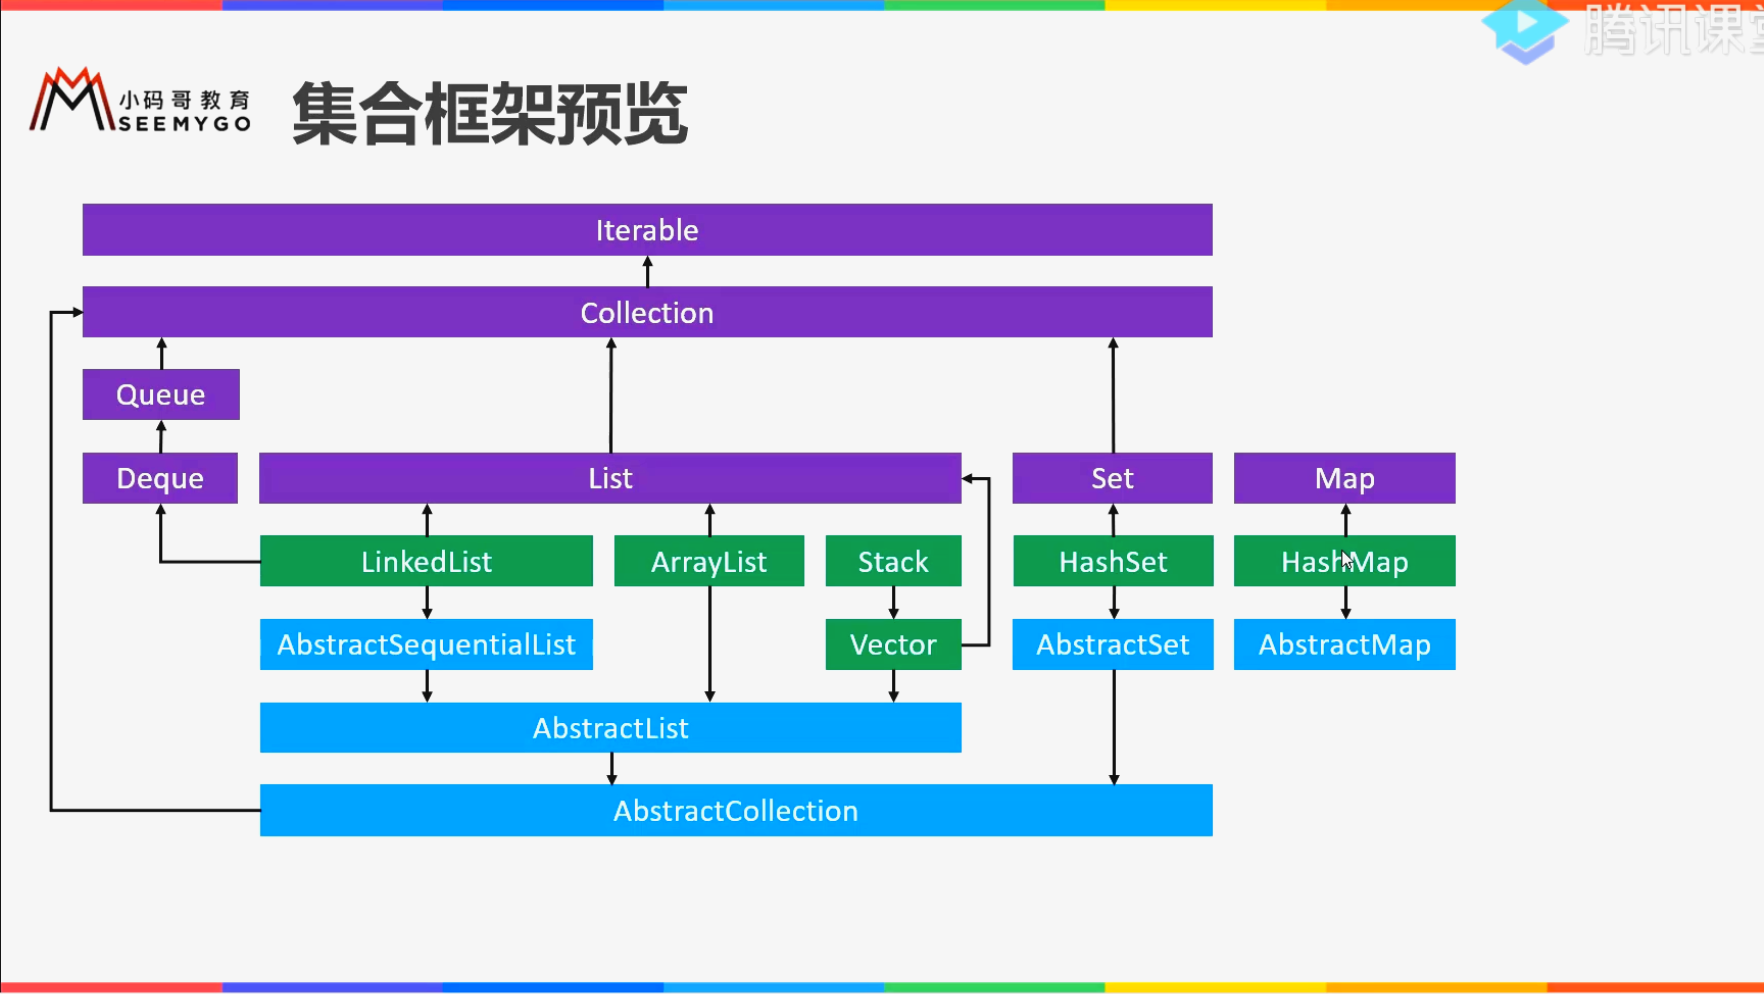 腾讯课堂
小码哥教育
SEEMYGO
集合框架预览
Iterable
Collection
Queue
Deque
List
Set
Map
LinkedList
ArrayList
Stack
HashSet
HashMap
AbstractSequentialList
Vector
AbstractSet
AbstractMap
AbstractList
AbstractCollection